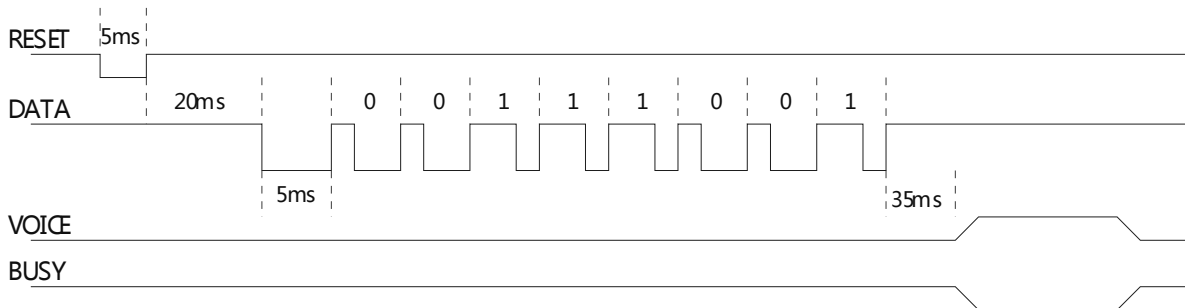 RESET 5ms
DATA 20ms 0 0 1 1 1 0 0 1
5ms 35ms
VOICE
BUSY